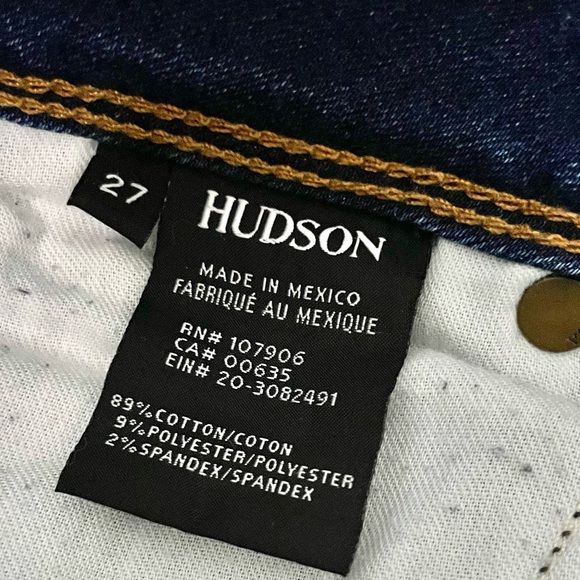 27
HUDSON
MADE IN MEXICO
FABRIQUÉ AU MEXIQUE
RN# 107906
CA# 00635
EIN# 20-3082491
89% COTTON/COTON
9% POLYESTER/POLYESTER
2% SPANDEX/SPANDEX